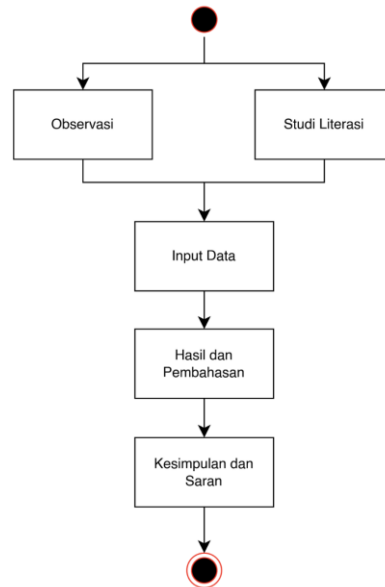 Observasi
Studi Literasi
Input Data
Hasil dan
Pembahasan
Kesimpulan dan
Saran